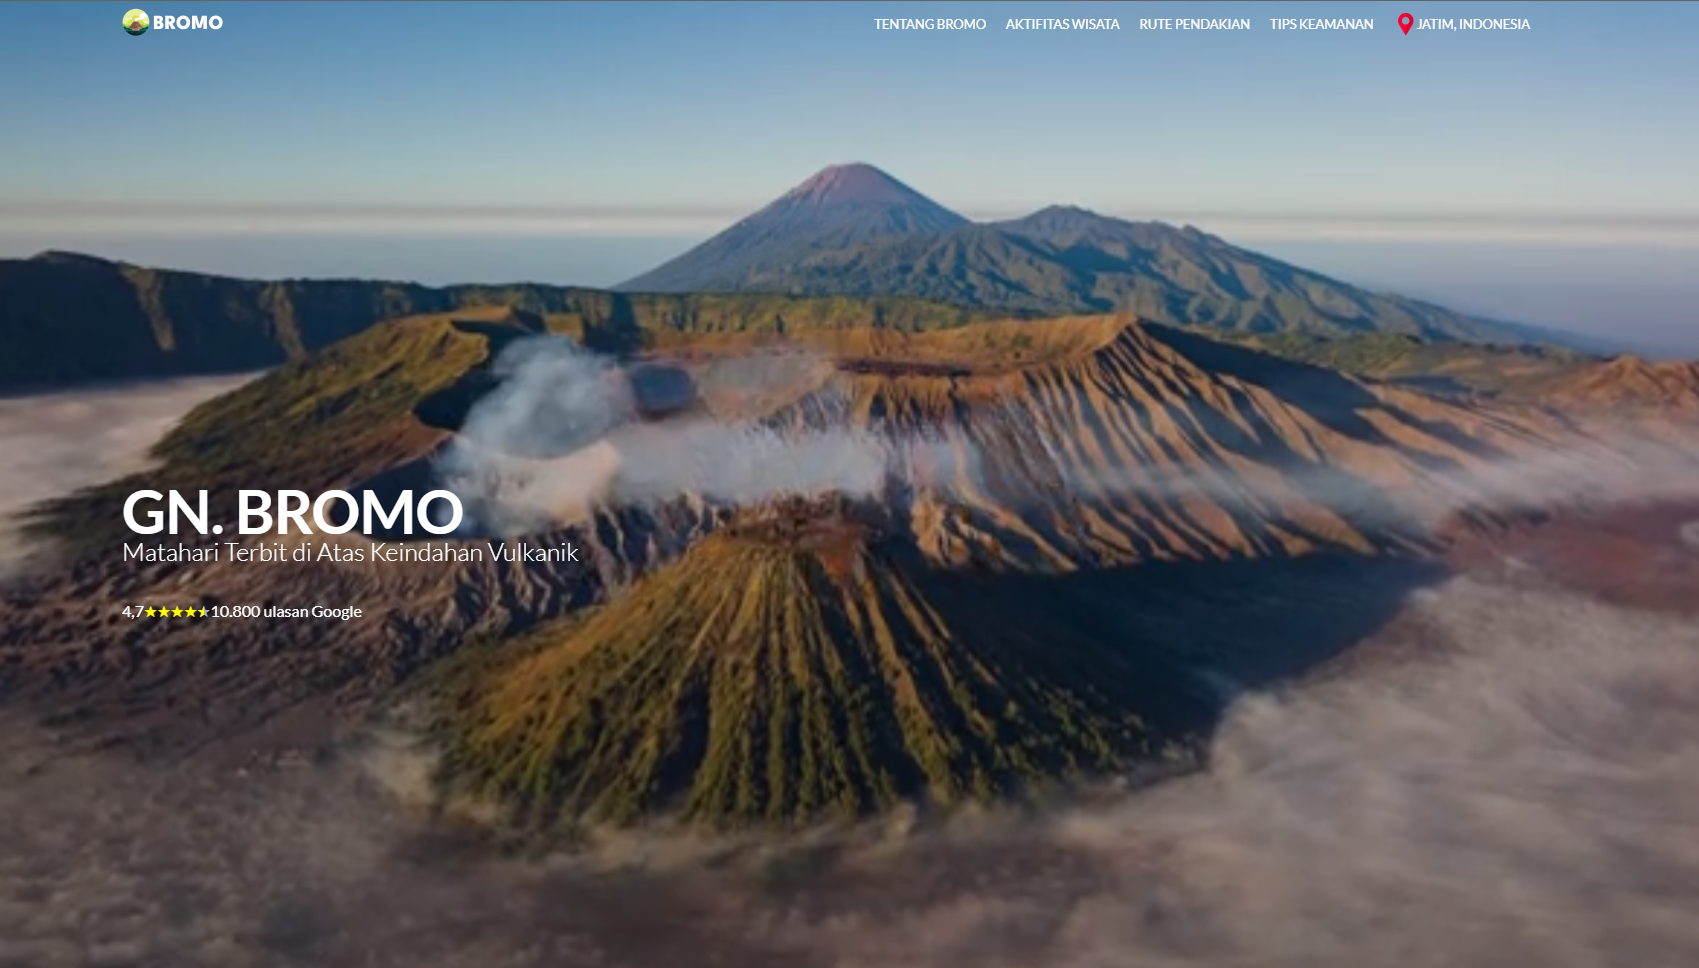 BROMO
TENTANG BROMO AKTIFITAS WISATA RUTE PENDAKIAN TIPS KEAMANAN JATIM, INDONESIA
GN. BROMO
Matahari Terbit di Atas Keindahan Vulkanik
4,7★★★★⯨10.800 ulasan Google